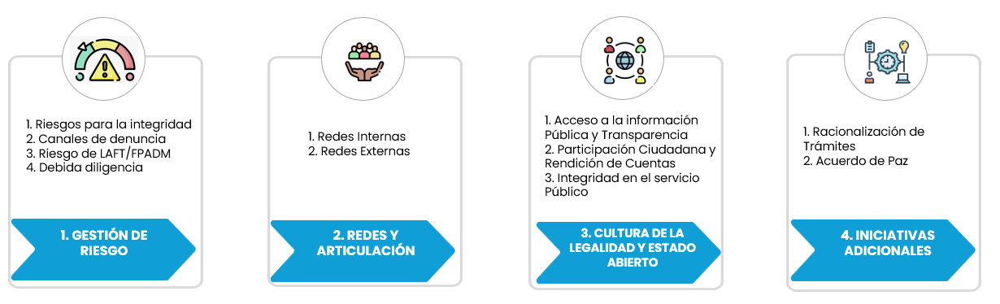 1. Riesgos para la integridad
2. Canales de denuncia
3. Riesgo de LAFT/FPADM
4. Debida diligencia
1. GESTIÓN DE
RIESGO
1. Redes Internas
2. Redes Externas
2. REDES Y
ARTICULACIÓN
1. Acceso a la información
Pública y Transparencia
2. Participación Ciudadana y
Rendición de Cuentas
3. Integridad en el servicio
Público
3. CULTURA DE LA
LEGALIDAD Y ESTADO
ABIERTO
1. Racionalización de
Trámites
2. Acuerdo de Paz
4. INICIATIVAS
ADICIONALES